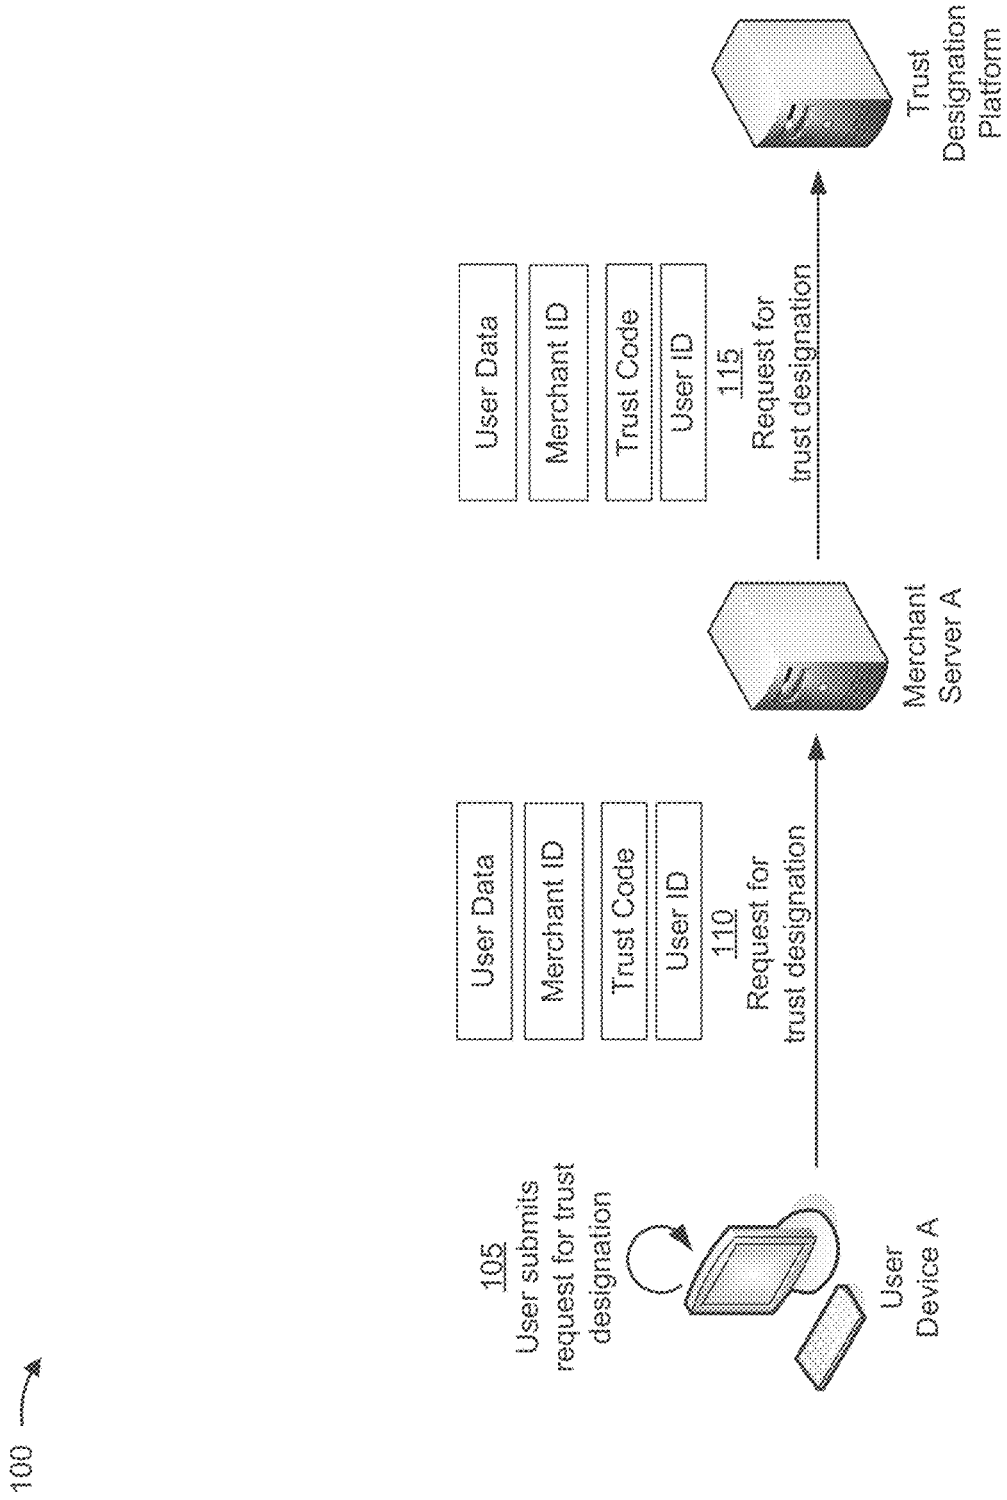 100
105
User submits
request for trust
designation
User
Device A
User Data
Merchant ID
Trust Code
User ID
110
Request for
trust designation
Merchant
Server A
User Data
Merchant ID
Trust Code
User ID
115
Request for
trust designation
Trust
Designation
Platform